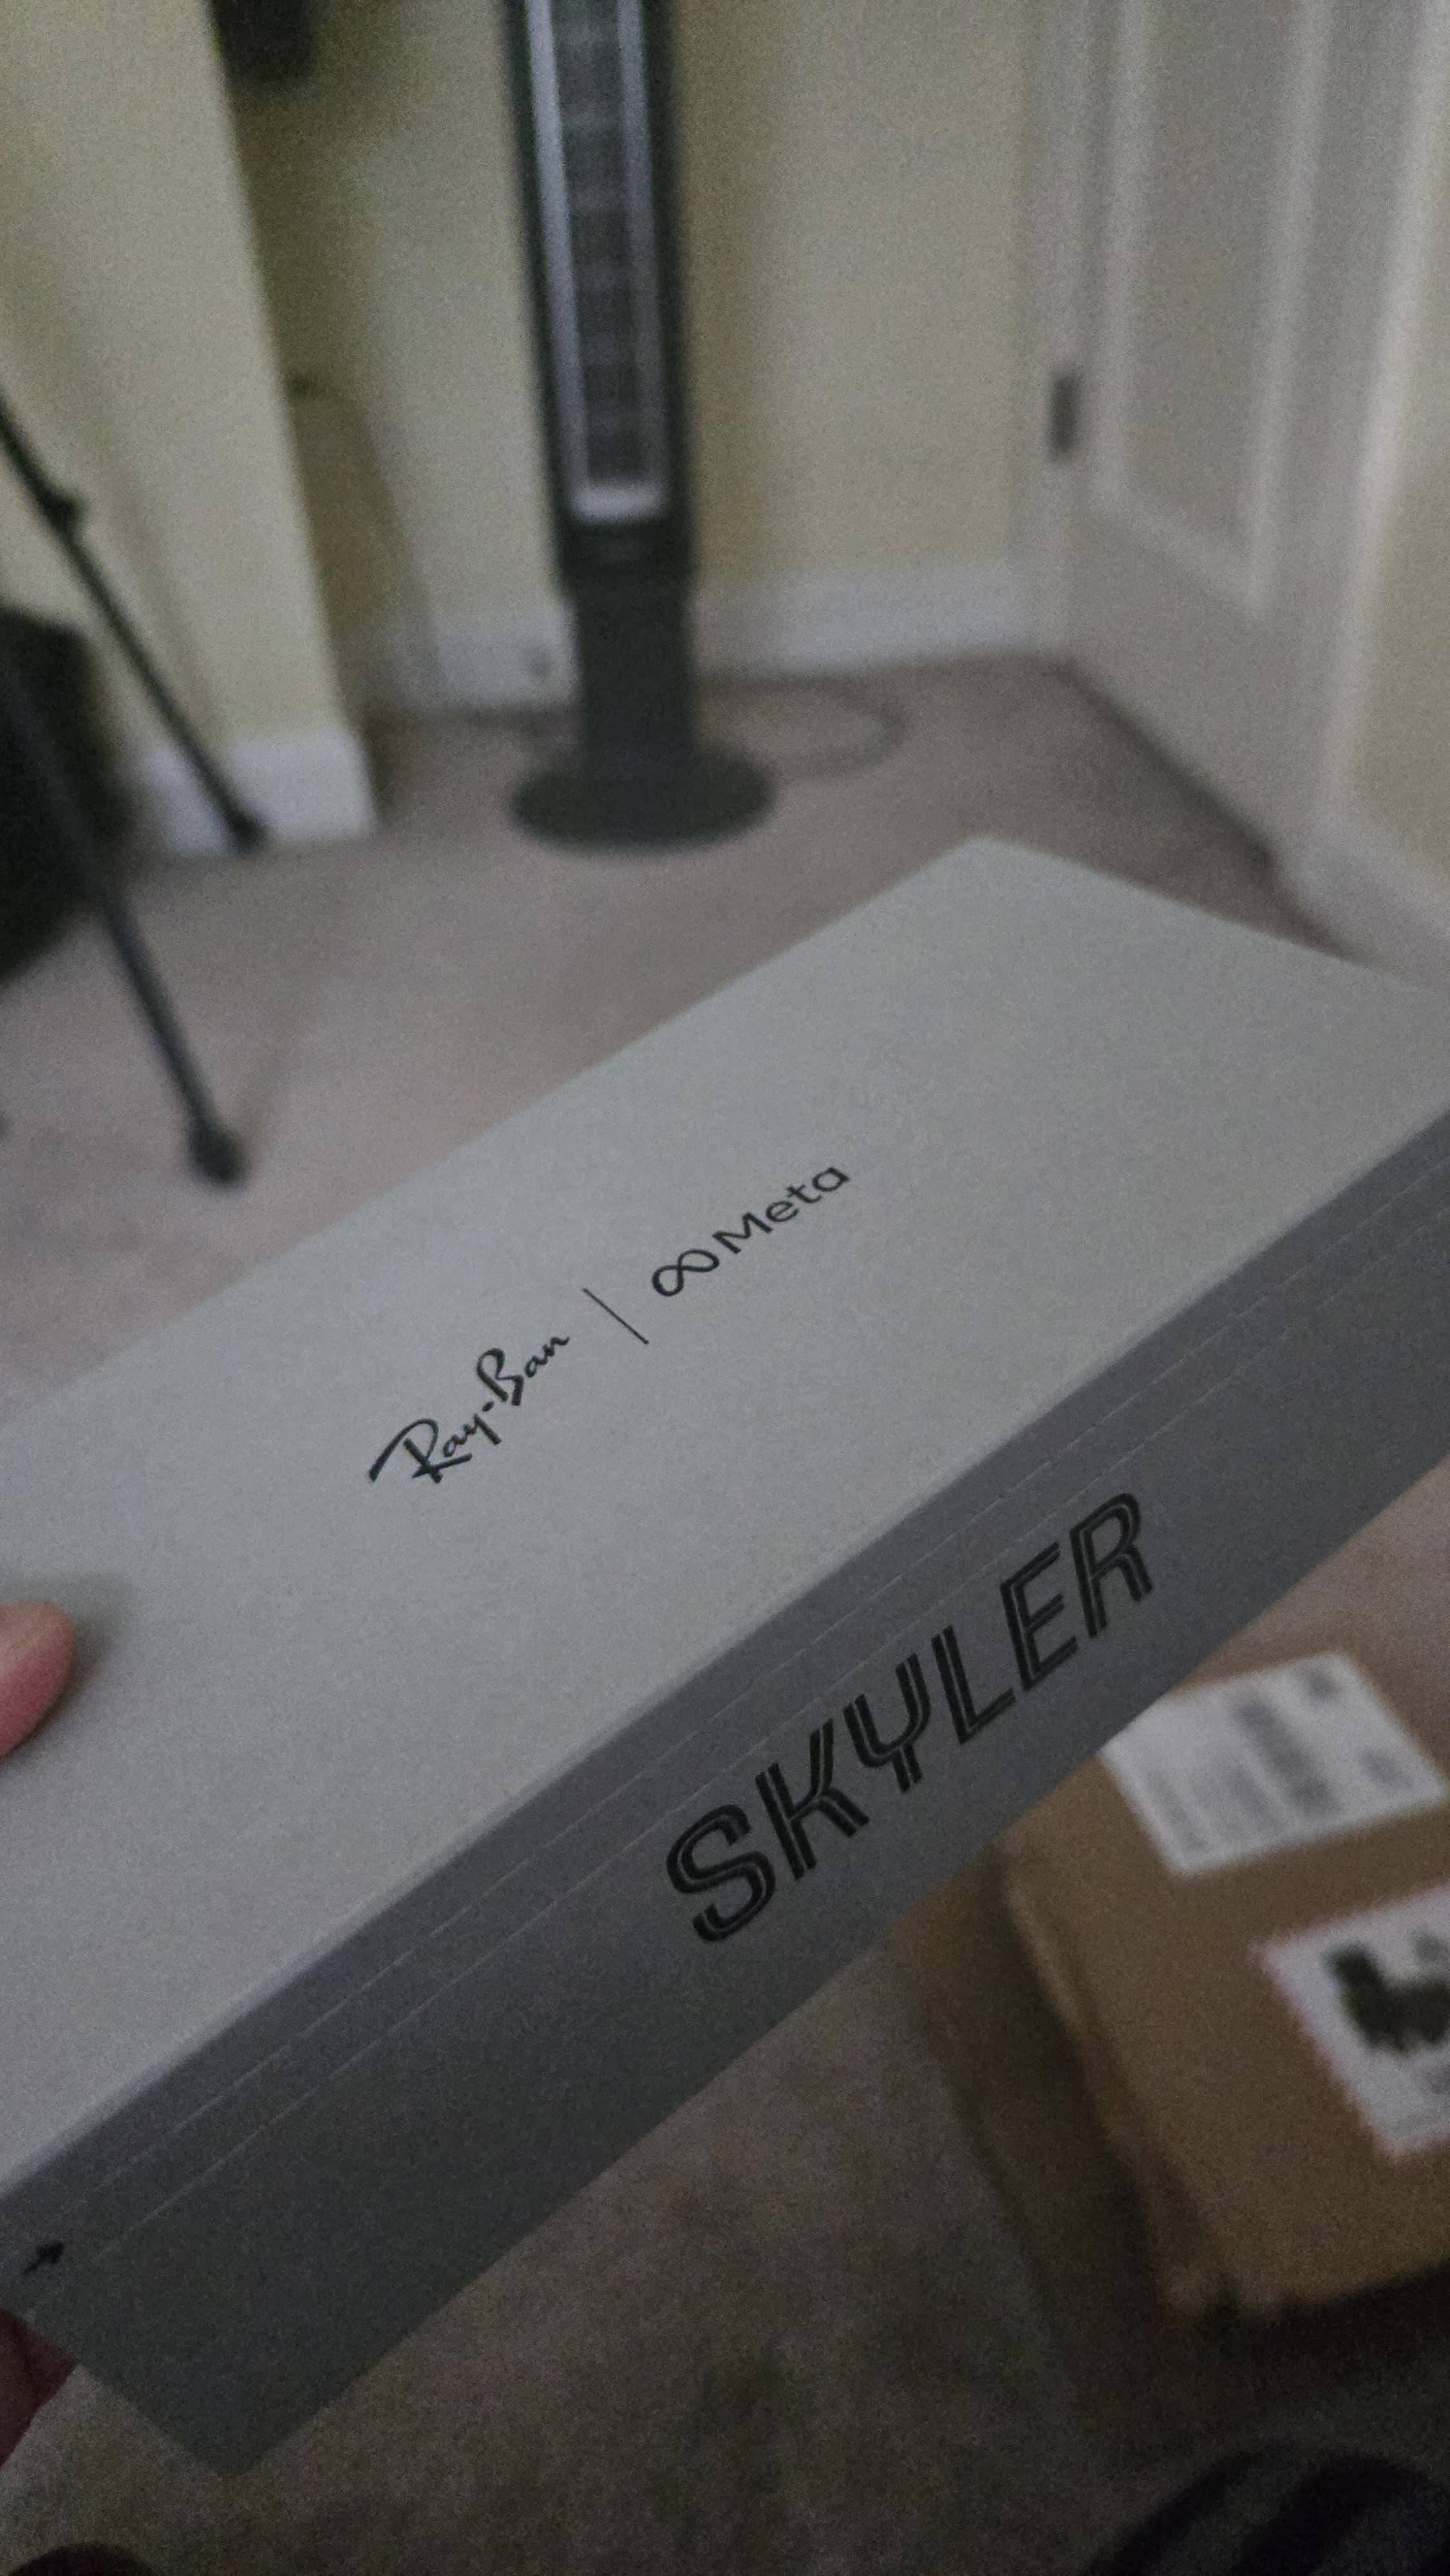 Ray-Ban | ∞ Meta
SKYLER